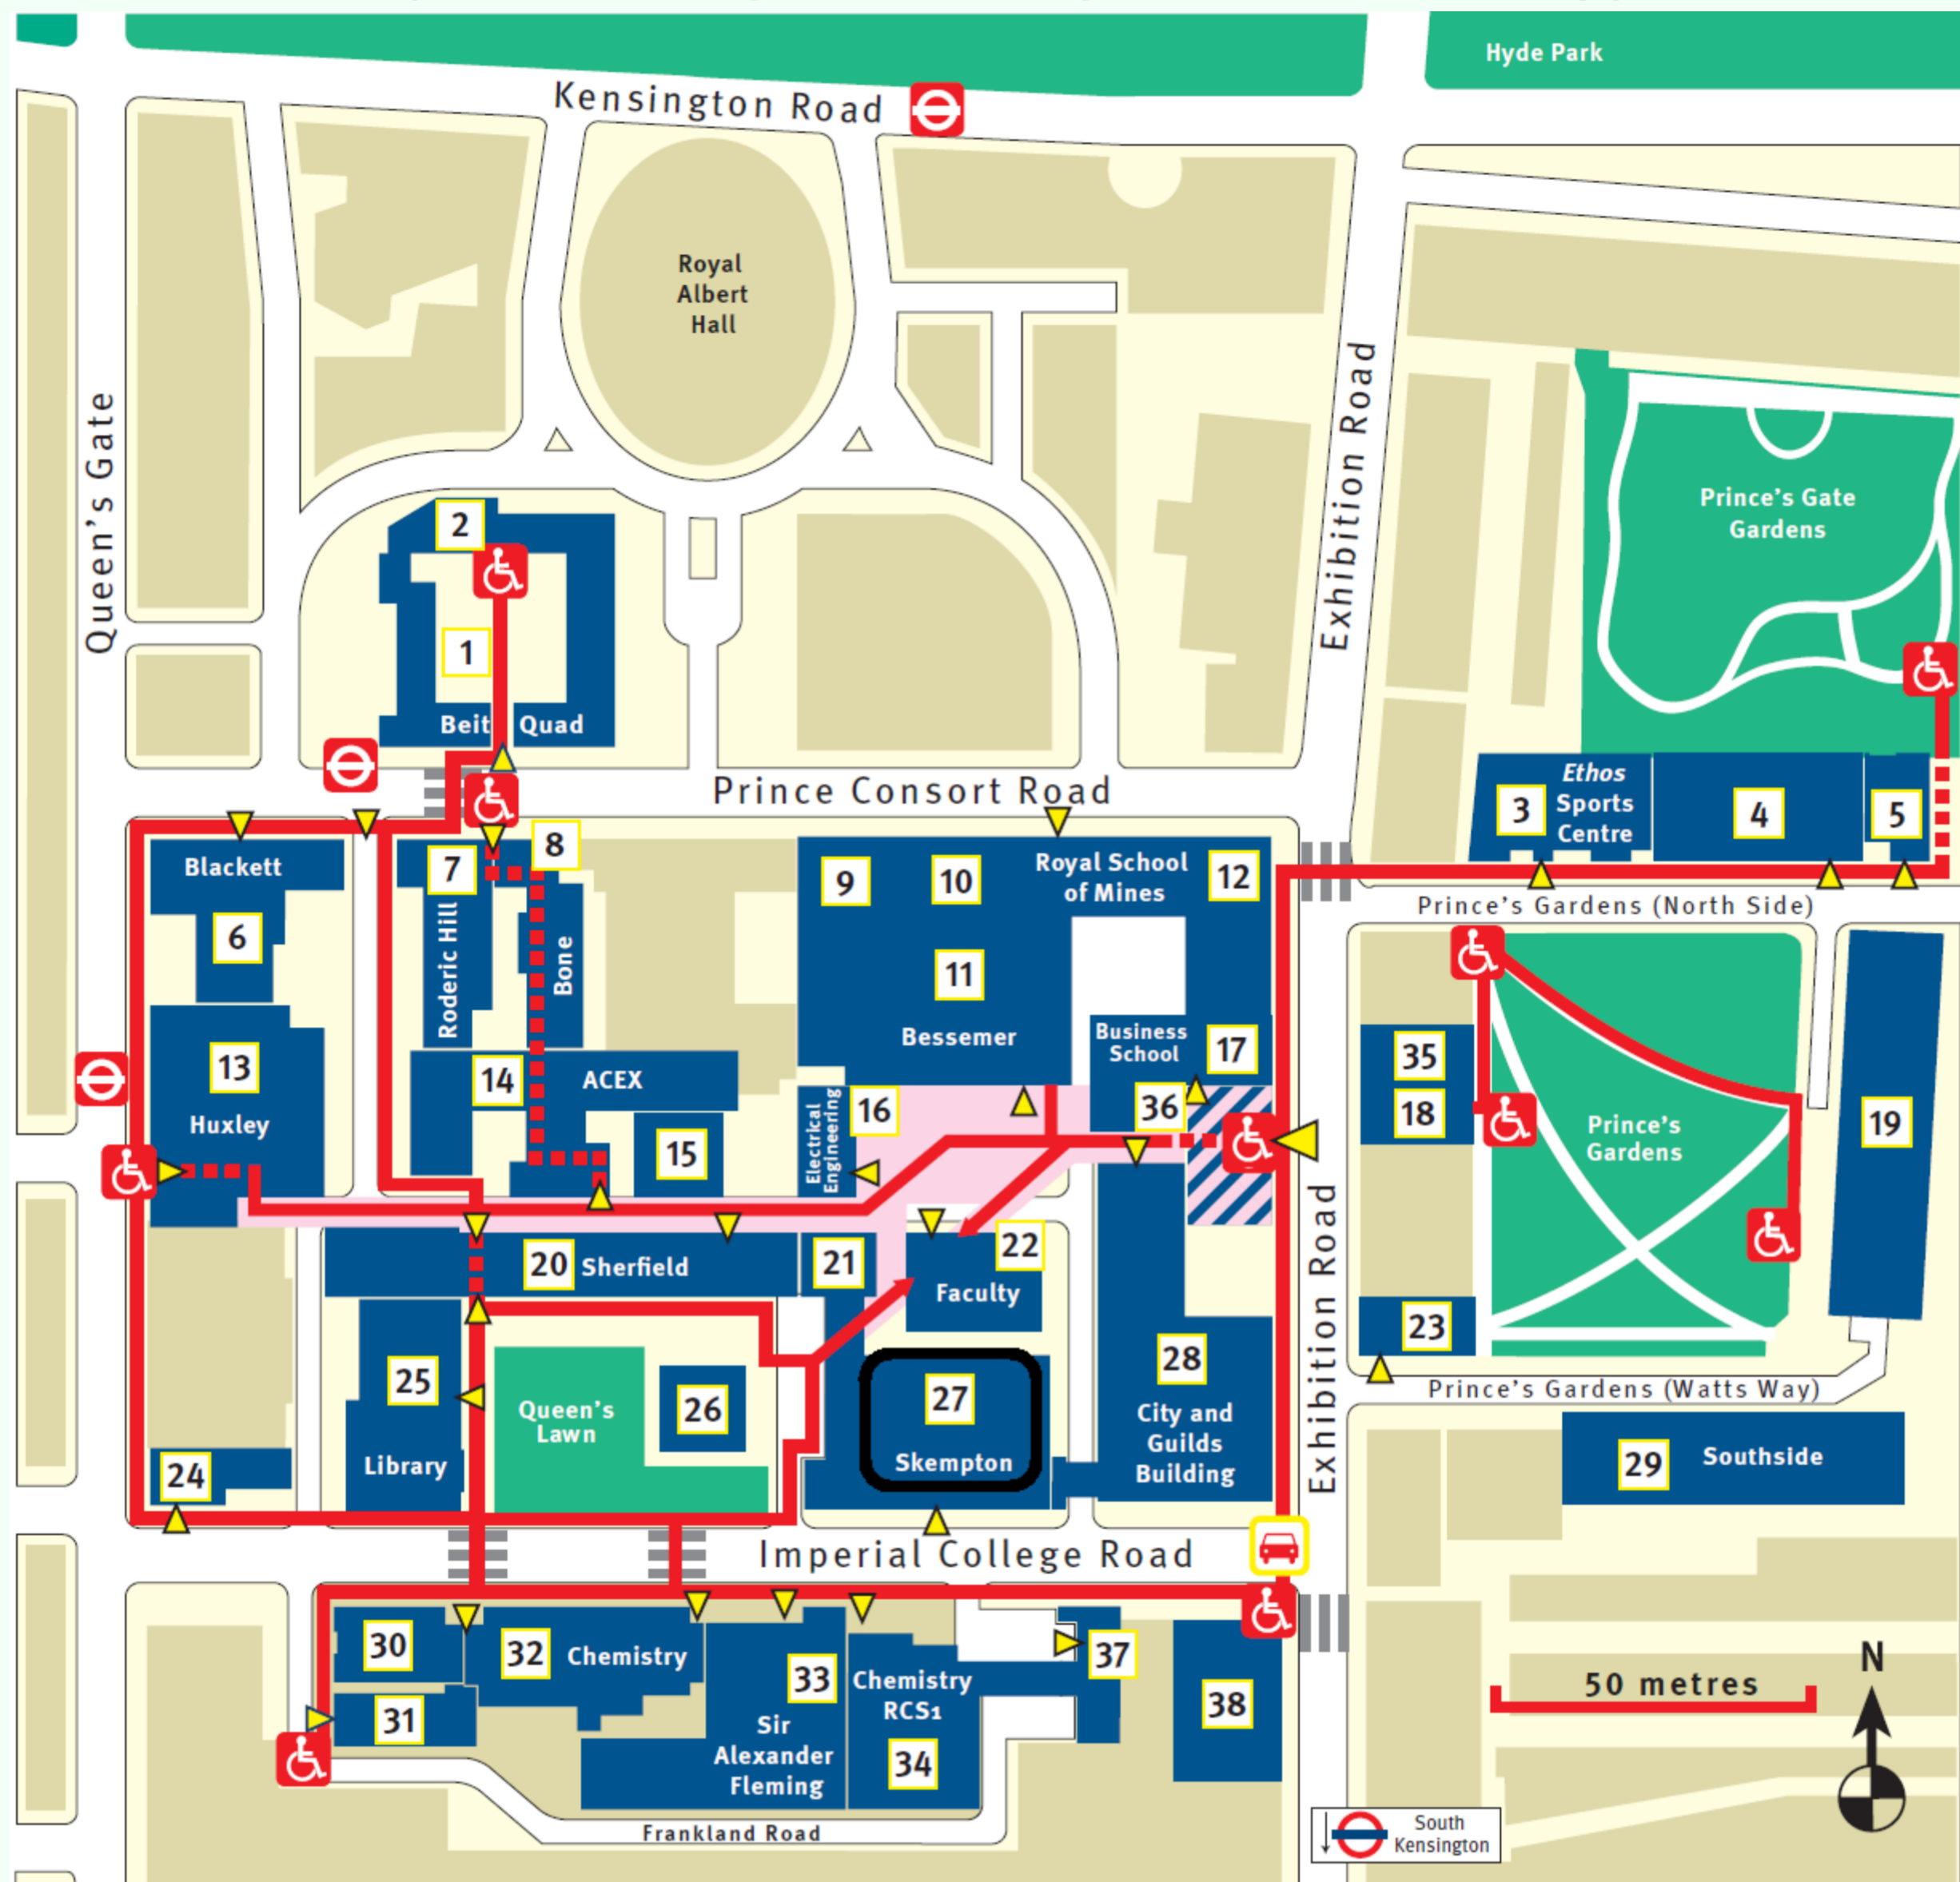 Hyde Park
Kensington Road
Royal
Albert
Hall
Queen's Gate
Exhibition Road
Prince's Gate
Gardens
2
1
Beit Quad
Prince Consort Road
3
Ethos
Sports
Centre
4
5
Prince's Gardens (North Side)
Blackett
6
7
Roderic Hill
8
Bone
9
10
Royal School
of Mines
12
11
Bessemer
Business
School
17
13
Huxley
14
ACEX
15
Electrical
Engineering
16
36
35
18
Prince's
Gardens
19
20
Sherfield
21
22
Faculty
Exhibition Road
23
Prince's Gardens (Watts Way)
25
Library
Queen's
Lawn
26
27
Skempton
28
City and
Guilds
Building
24
29
Southside
Imperial College Road
30
31
32
Chemistry
33
Sir
Alexander
Fleming
Chemistry
RCS1
34
37
38
50 metres
N
Frankland Road
South
Kensington